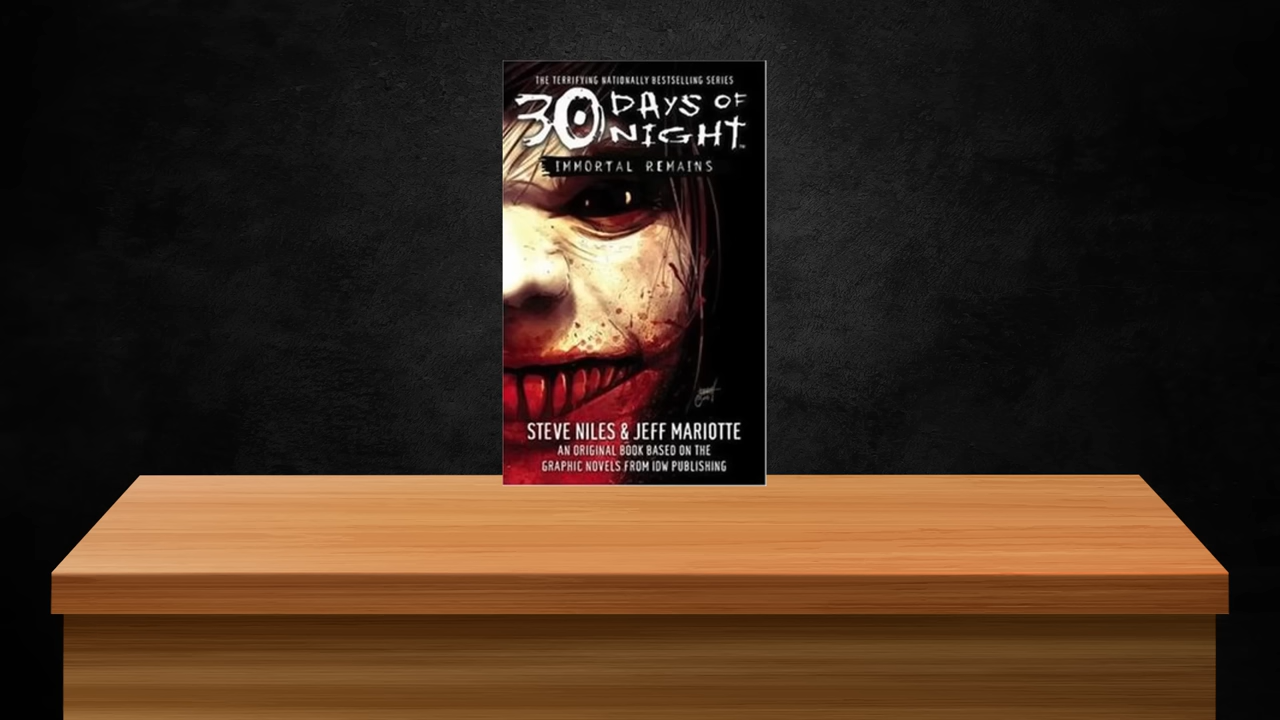 THE TERRIFYING NATIONALLY BESTSELLING SERIES
30 DAYS OF
NIGHT
IMMORTAL REMAINS
STEVE NILES & JEFF MARIOTTE
AN ORIGINAL BOOK BASED ON THE
GRAPHIC NOVELS FROM IDW PUBLISHING